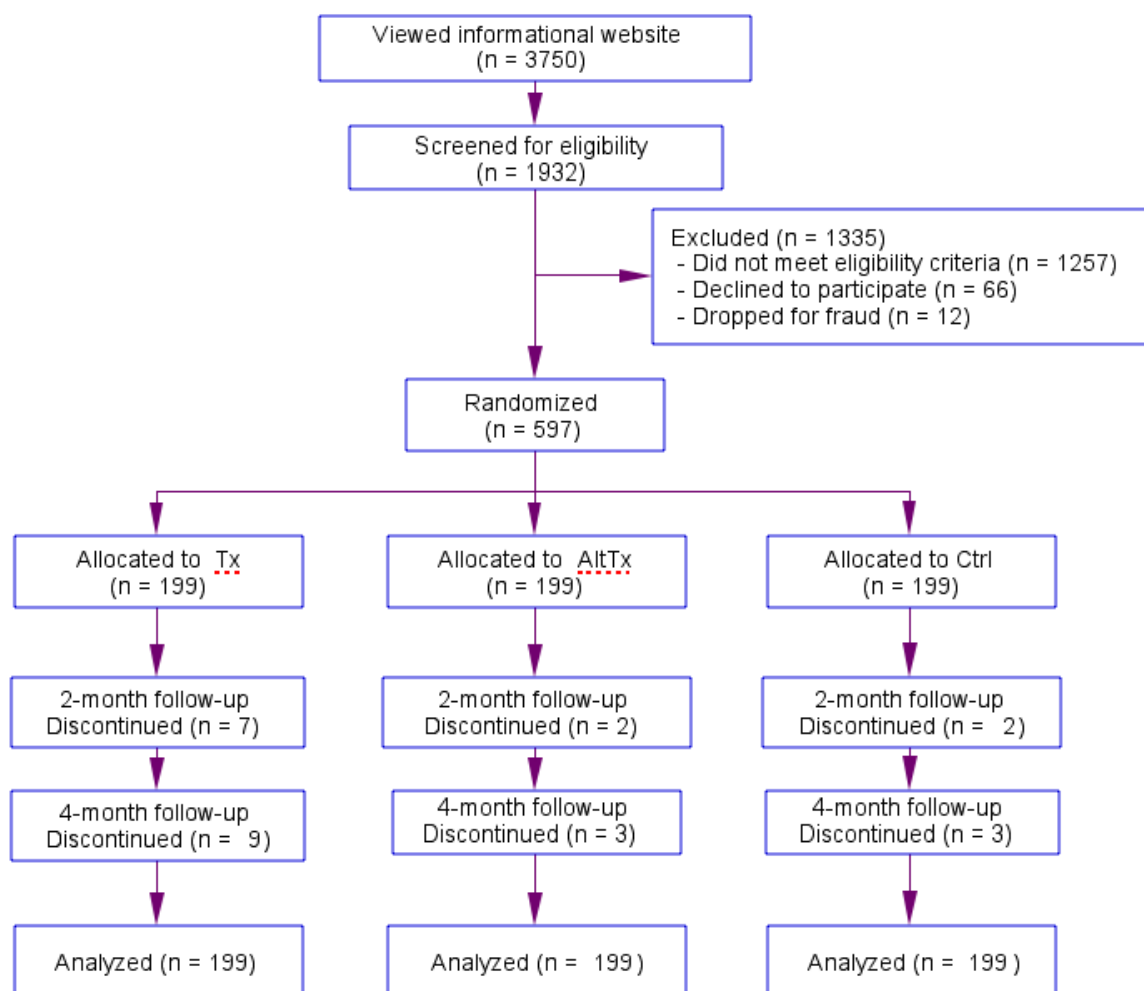 Viewed informational website
(n = 3750)
Screened for eligibility
(n = 1932)
Excluded (n = 1335)
- Did not meet eligibility criteria (n = 1257)
- Declined to participate (n = 66)
- Dropped for fraud (n = 12)
Randomized
(n = 597)
Allocated to Tx
(n = 199)
Allocated to AltTx
(n = 199)
Allocated to Ctrl
(n = 199)
2-month follow-up
Discontinued (n = 7)
2-month follow-up
Discontinued (n = 2)
2-month follow-up
Discontinued (n = 2)
4-month follow-up
Discontinued (n = 9)
4-month follow-up
Discontinued (n = 3)
4-month follow-up
Discontinued (n = 3)
Analyzed (n = 199)
Analyzed (n = 199)
Analyzed (n = 199)